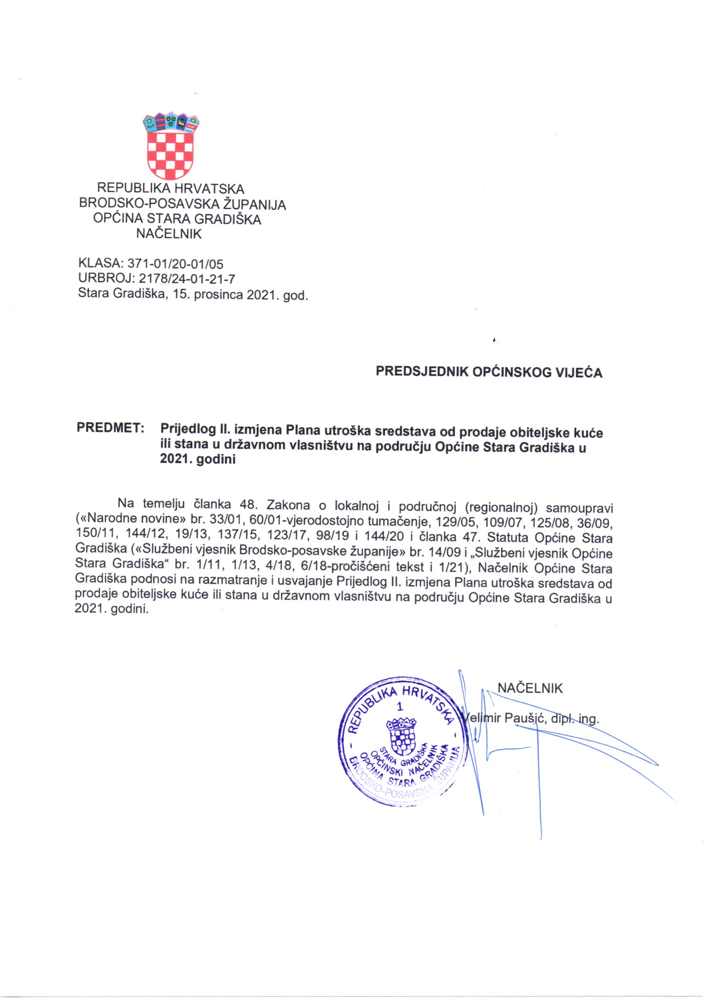 REPUBLIKA HRVATSKA
BRODSKO-POSAVSKA ŽUPANIJA
OPĆINA STARA GRADIŠKA
NAČELNIK
KLASA: 371-01/20-01/05
URBROJ: 2178/24-01-21-7
Stara Gradiška, 15. prosinca 2021. god.
PREDSJEDNIK OPĆINSKOG VIJEĆA
PREDMET: Prijedlog II. izmjena Plana utroška sredstava od prodaje obiteljske kuće
ili stana u državnom vlasništvu na području Općine Stara Gradiška u
2021. godini
Na temelju članka 48. Zakona o lokalnoj i područnoj (regionalnoj) samoupravi
(«Narodne novine» br. 33/01, 60/01-vjerodostojno tumačenje, 129/05, 109/07, 125/08, 36/09,
150/11, 144/12, 19/13, 137/15, 123/17, 98/19 i 144/20 i članka 47. Statuta Općine Stara
Gradiška («Službeni vjesnik Brodsko-posavske županije» br. 14/09 i „Službeni vjesnik Općine
Stara Gradiška“ br. 1/11, 1/13, 4/18, 6/18-pročišćeni tekst i 1/21), Načelnik Općine Stara
Gradiška podnosi na razmatranje i usvajanje Prijedlog II. izmjena Plana utroška sredstava od
prodaje obiteljske kuće ili stana u državnom vlasništvu na području Općine Stara Gradiška u
2021. godini.
NAČELNIK
Velimir Paušić, dipl. ing.
REPUBLIKA HRVATSKA
1
STARA GRADIŠKA
OPĆINSKI NAČELNIK
OPĆINA STARA GRADIŠKA
BRODSKO-POSAVSKA ŽUPANIJA